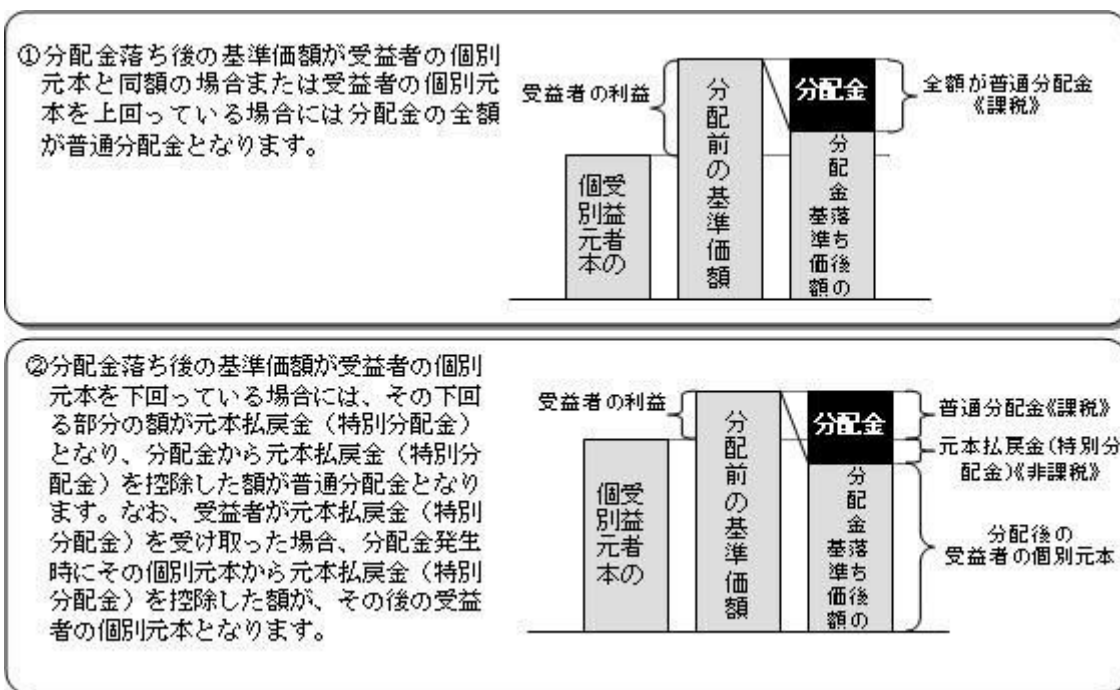 ①分配金落ち後の基準価額が受益者の個別
元本と同額の場合または受益者の個別元
本を上回っている場合には分配金の全額
が普通分配金となります。
受益者の利益
受益者の
個別元本
分配前の基準価額
分配金
分配金落ち後の
基準価額
全額が普通分配金
《課税》
②分配金落ち後の基準価額が受益者の個別
元本を下回っている場合には、その下回
る部分の額が元本払戻金（特別分配金）
となり、分配金から元本払戻金（特別分
配金）を控除した額が普通分配金となり
ます。なお、受益者が元本払戻金（特別
分配金）を受け取った場合、分配金発生
時にその個別元本から元本払戻金（特別
分配金）を控除した額が、その後の受益
者の個別元本となります。
受益者の利益
受益者の
個別元本
分配前の基準価額
分配金
分配金落ち後の
基準価額
普通分配金《課税》
元本払戻金(特別分
配金)《非課税》
分配後の
受益者の個別元本